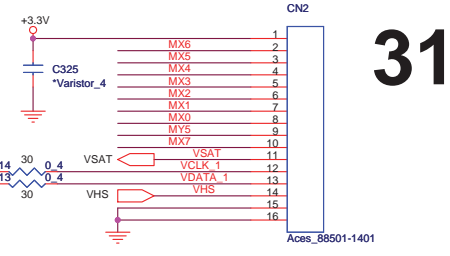 CN2
+3.3V
31
1
MX6
2
MX5
3
C325
MX4
4
*Varistor_4
MX3
5
MX2
6
MX1
7
MX0
8
MY5
9
MX7
10
VSAT
VSAT
11
14
30
0_4
VCLK_1
12
13
30
0_4
VDATA_1
13
VHS
VHS
14
15
16
Aces_88501-1401